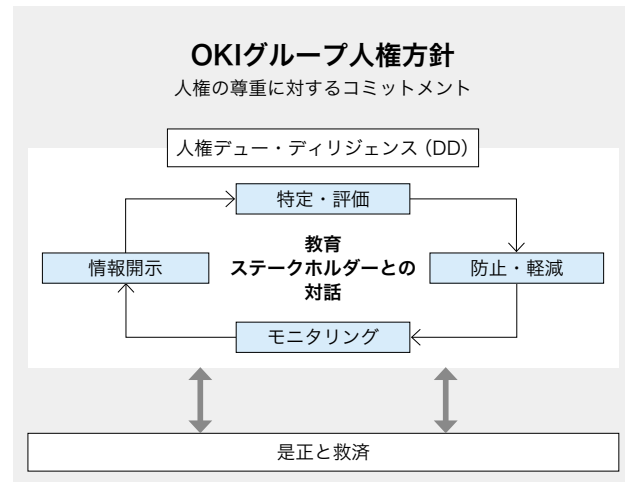 OKIグループ人権方針
人権の尊重に対するコミットメント
人権デュー・ディリジェンス（DD）
特定・評価
教育
ステークホルダーとの
対話
情報開示
防止・軽減
モニタリング
是正と救済